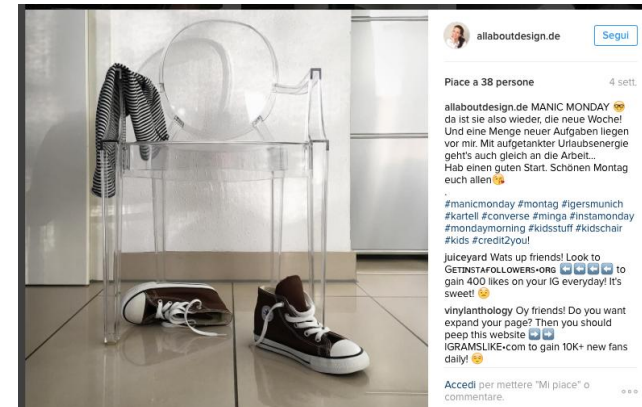 allaboutdesign.de
Segui
Piace a 38 persone
4 sett.
allaboutdesign.de MANIC MONDAY 🤓
da ist sie also wieder, die neue Woche!
Und eine Menge neuer Aufgaben liegen
vor mir. Mit aufgetankter Urlaubsenergie
geht's auch gleich an die Arbeit...
Hab einen guten Start. Schönen Montag
euch allen😘
.
#manicmonday #montag #igersmunich
#kartell #converse #minga #instamonday
#mondaymorning #kidsstuff #kidschair
#kids #credit2you!
juiceyard Wats up friends! Look to
GETINSTAFOLLOWERS•ORG ⬅️⬅️⬅️⬅️ to
gain 400 likes on your IG everyday! It's
sweet! 😏
vinylanthology Oy friends! Do you want
expand your page? Then you should
peep this website ➡️➡️
IGRAMSLIKE•com to gain 10K+ new fans
daily! 😏
Accedi per mettere "Mi piace" o
commentare.